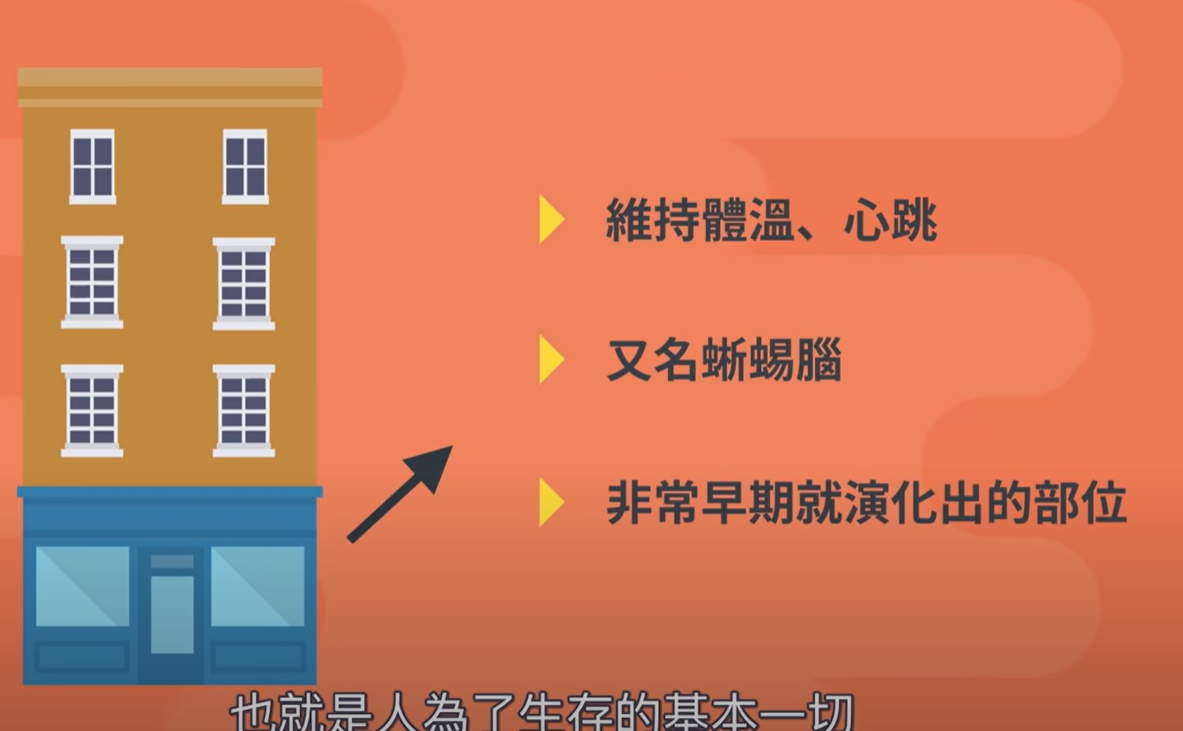 維持體溫、心跳
又名蜥蜴腦
非常早期就演化出的部位
也就是人為了生存的基本一切